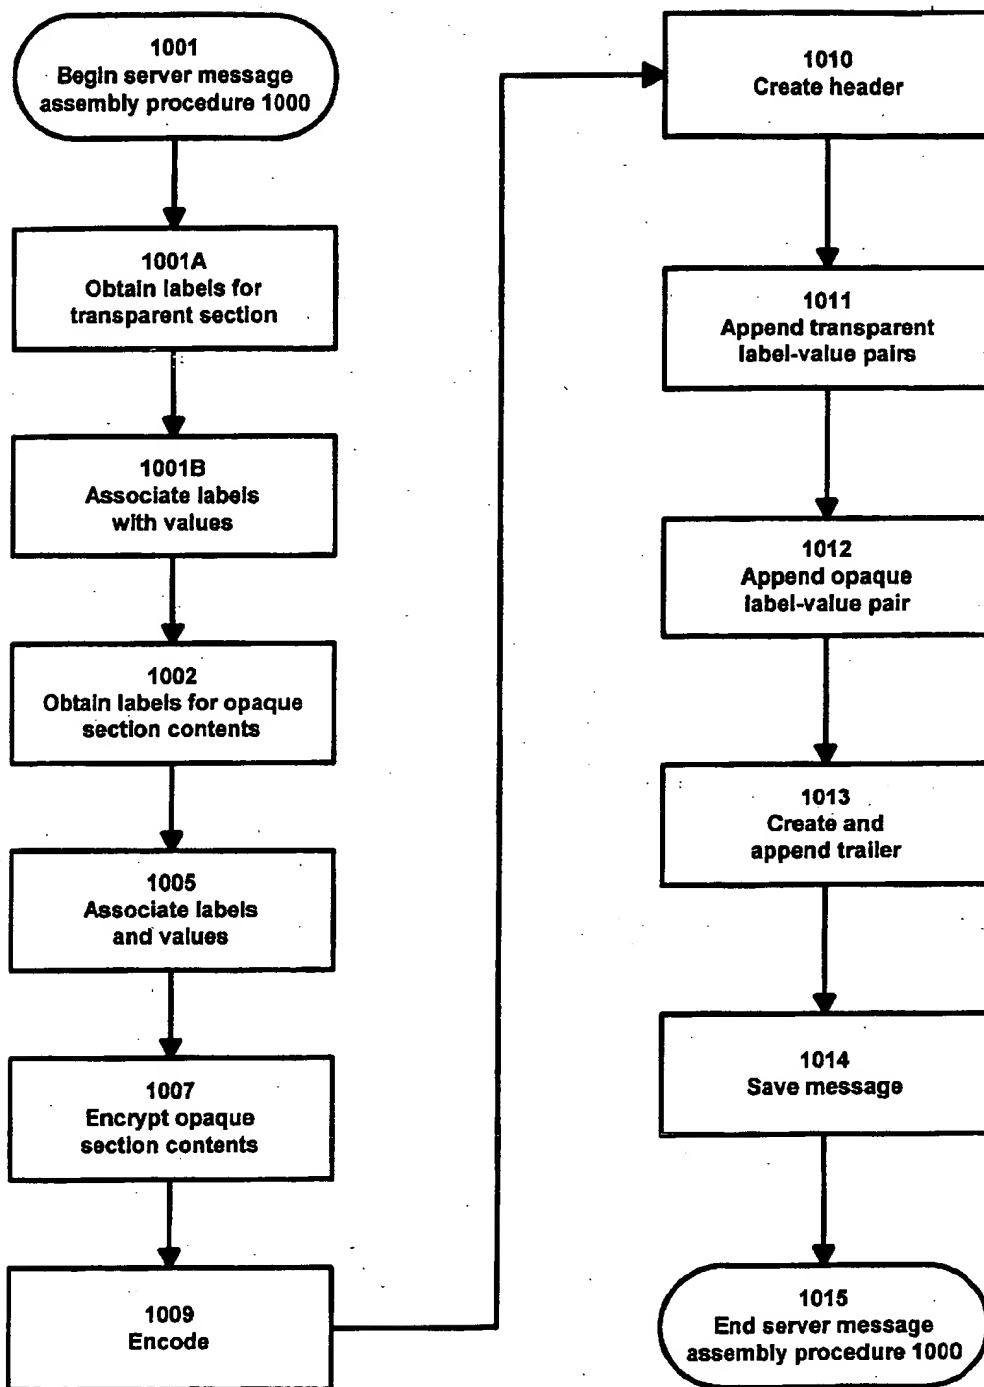 1001
Begin server message
assembly procedure 1000
1001A
Obtain labels for
transparent section
1001B
Associate labels
with values
1002
Obtain labels for opaque
section contents
1005
Associate labels
and values
1007
Encrypt opaque
section contents
1009
Encode
1010
Create header
1011
Append transparent
label-value pairs
1012
Append opaque
label-value pair
1013
Create and
append trailer
1014
Save message
1015
End server message
assembly procedure 1000